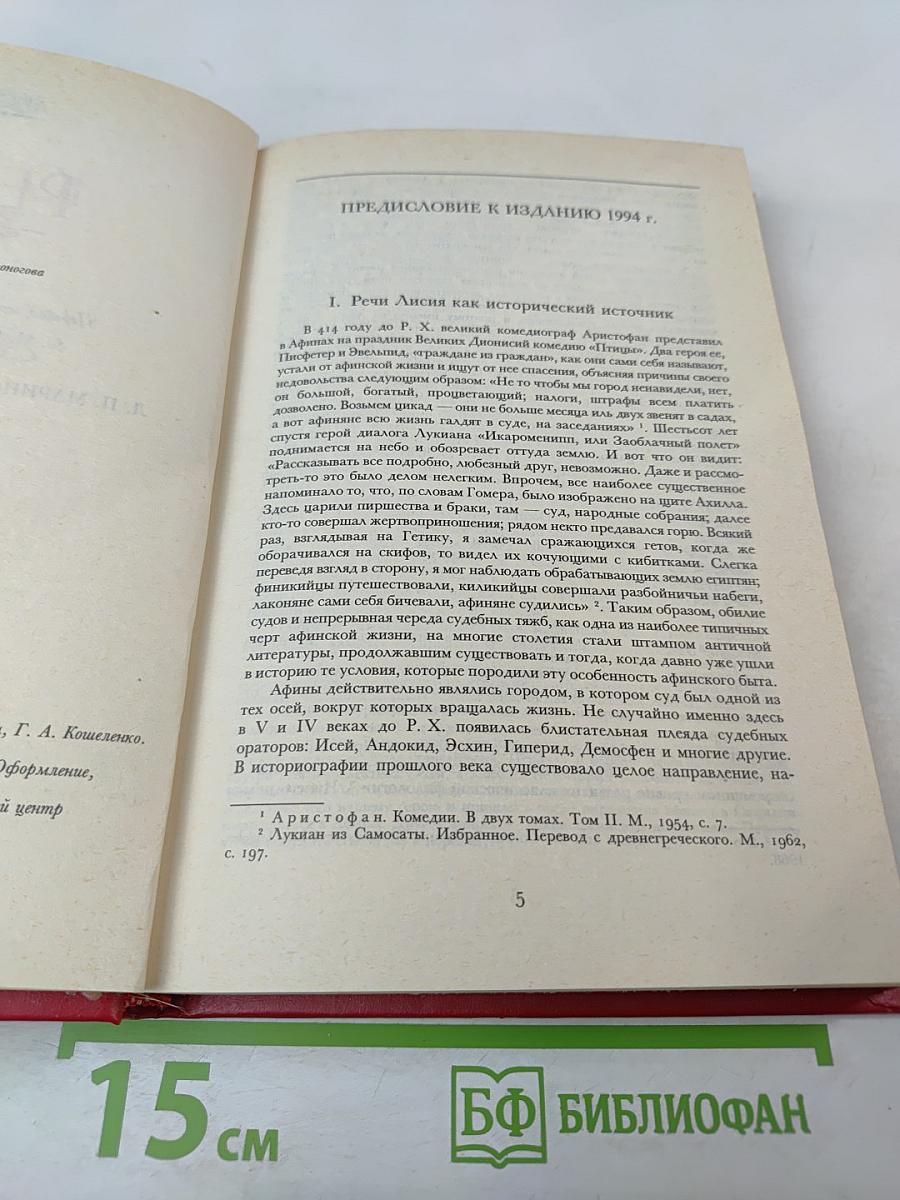 оногова
Л. П. МАРИН
, Г. А. Кошеленко.
Оформление,
й центр
ПРЕДИСЛОВИЕ К ИЗДАНИЮ 1994 г.
I. Речи Лисия как исторический источник
В 414 году до Р. Х. великий комедиограф Аристофан представил
в Афинах на праздник Великих Дионисий комедию «Птицы». Два героя ее,
Писфетер и Эвельпид, «граждане из граждан», как они сами себя называют,
устали от афинской жизни и ищут от нее спасения, объясняя причины своего
недовольства следующим образом: «Не то чтобы мы город ненавидели, нет,
он большой, богатый, процветающий; налоги, штрафы всем платить
дозволено. Возьмем цикад — они не больше месяца иль двух звенят в садах,
а вот афиняне всю жизнь галдят в суде, на заседаниях» ¹. Шестьсот лет
спустя герой диалога Лукиана «Икароменипп, или Заоблачный полет»
поднимается на небо и обозревает оттуда землю. И вот что он видит:
«Рассказывать все подробно, любезный друг, невозможно. Даже и рассмо-
треть-то это было делом нелегким. Впрочем, все наиболее существенное
напоминало то, что, по словам Гомера, было изображено на щите Ахилла.
Здесь царили пиршества и браки, там — суд, народные собрания; далее
кто-то совершал жертвоприношения; рядом некто предавался горю. Всякий
раз, взглядывая на Гетику, я замечал сражающихся гетов, когда же
оборачивался на скифов, то видел их кочующими с кибитками. Слегка
переведя взгляд в сторону, я мог наблюдать обрабатывающих землю египтян;
финикийцы путешествовали, киликийцы совершали разбойничьи набеги,
лаконяне сами себя бичевали, афиняне судились» ². Таким образом, обилие
судов и непрерывная череда судебных тяжб, как одна из наиболее типичных
черт афинской жизни, на многие столетия стали штампом античной
литературы, продолжавшим существовать и тогда, когда давно уже ушли
в историю те условия, которые породили эту особенность афинского быта.
Афины действительно являлись городом, в котором суд был одной из
тех осей, вокруг которых вращалась жизнь. Не случайно именно здесь
в V и IV веках до Р. Х. появилась блистательная плеяда судебных
ораторов: Исей, Андокид, Эсхин, Гиперид, Демосфен и многие другие.
В историографии прошлого века существовало целое направление, на-
¹ Аристофан. Комедии. В двух томах. Том II. М., 1954, с. 7.
² Лукиан из Самосаты. Избранное. Перевод с древнегреческого. М., 1962,
с. 197.
5
15 см
БФ БИБЛИОФАН